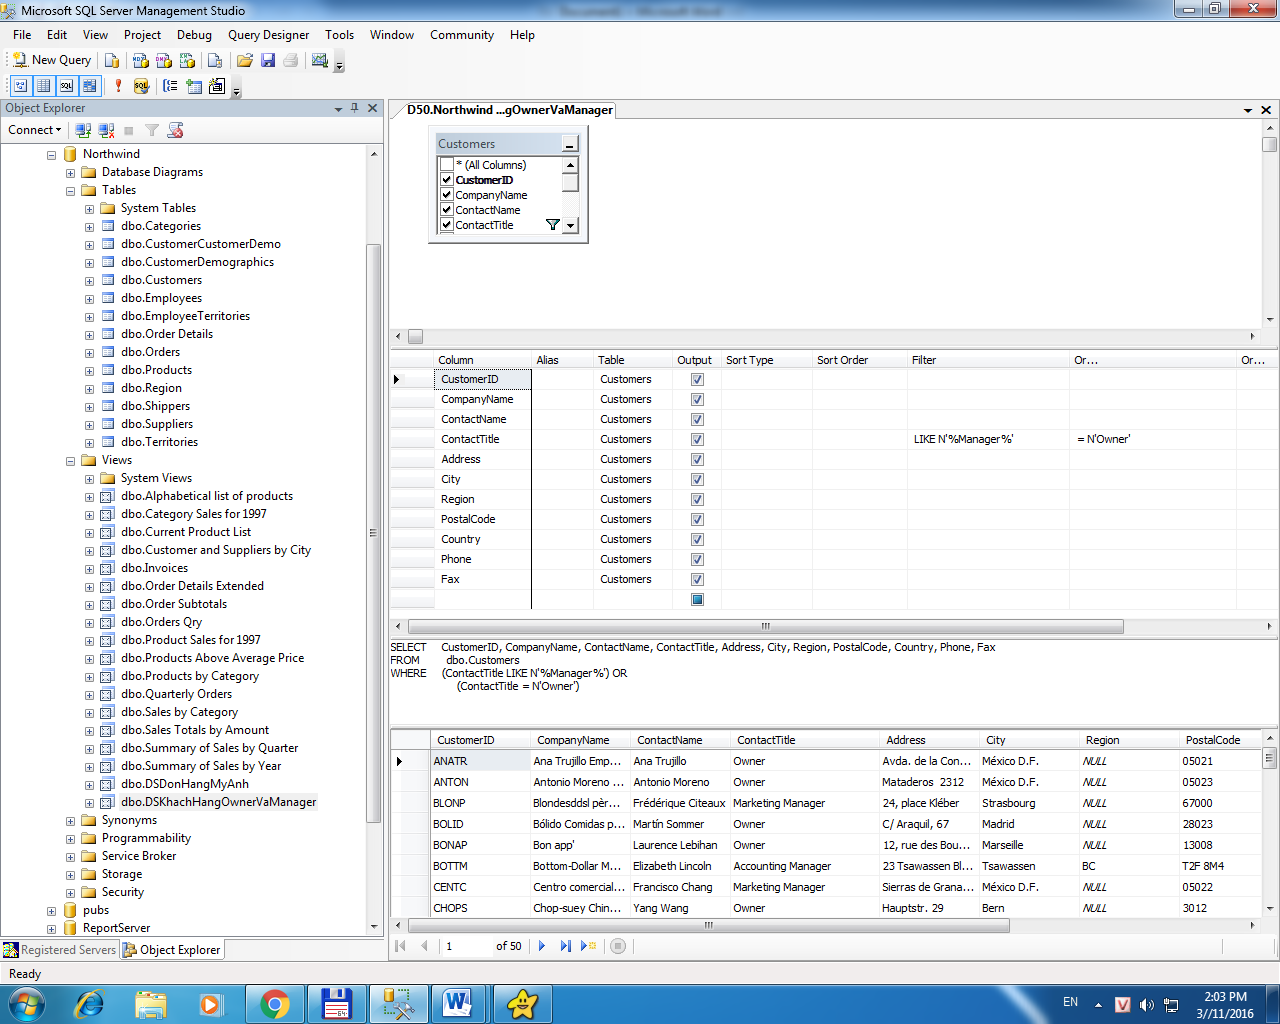 Microsoft SQL Server Management Studio
File Edit View Project Debug Query Designer Tools Window Community Help
New Query
Object Explorer
Connect
Northwind
Database Diagrams
Tables
System Tables
dbo.Categories
dbo.CustomerCustomerDemo
dbo.CustomerDemographics
dbo.Customers
dbo.Employees
dbo.EmployeeTerritories
dbo.Order Details
dbo.Orders
dbo.Products
dbo.Region
dbo.Shippers
dbo.Suppliers
dbo.Territories
Views
System Views
dbo.Alphabetical list of products
dbo.Category Sales for 1997
dbo.Current Product List
dbo.Customer and Suppliers by City
dbo.Invoices
dbo.Order Details Extended
dbo.Order Subtotals
dbo.Orders Qry
dbo.Product Sales for 1997
dbo.Products Above Average Price
dbo.Products by Category
dbo.Quarterly Orders
dbo.Sales by Category
dbo.Sales Totals by Amount
dbo.Summary of Sales by Quarter
dbo.Summary of Sales by Year
dbo.DSDonHangMyAnh
dbo.DSKhachHangOwnerVaManager
Synonyms
Programmability
Service Broker
Storage
Security
pubs
ReportServer
Registered Servers Object Explorer
D50.Northwind ...gOwnerVaManager
Customers
* (All Columns)
CustomerID
CompanyName
ContactName
ContactTitle
Column Alias Table Output Sort Type Sort Order Filter Or... Or...
CustomerID Customers
CompanyName Customers
ContactName Customers
ContactTitle Customers LIKE N'%Manager%' = N'Owner'
Address Customers
City Customers
Region Customers
PostalCode Customers
Country Customers
Phone Customers
Fax Customers
SELECT CustomerID, CompanyName, ContactName, ContactTitle, Address, City, Region, PostalCode, Country, Phone, Fax
FROM dbo.Customers
WHERE (ContactTitle LIKE N'%Manager%') OR
(ContactTitle = N'Owner')
CustomerID CompanyName ContactName ContactTitle Address City Region PostalCode
ANATR Ana Trujillo Emp... Ana Trujillo Owner Avda. de la Con... México D.F. NULL 05021
ANTON Antonio Moreno ... Antonio Moreno Owner Mataderos 2312 México D.F. NULL 05023
BLONP Blondesddsl pèr... Frédérique Citeaux Marketing Manager 24, place Kléber Strasbourg NULL 67000
BOLID Bólido Comidas p... Martín Sommer Owner C/ Araquil, 67 Madrid NULL 28023
BONAP Bon app' Laurence Lebihan Owner 12, rue des Bou... Marseille NULL 13008
BOTTM Bottom-Dollar M... Elizabeth Lincoln Accounting Manager 23 Tsawassen Bl... Tsawassen BC T2F 8M4
CENTC Centro comercial... Francisco Chang Marketing Manager Sierras de Grana... México D.F. NULL 05022
CHOPS Chop-suey Chin... Yang Wang Owner Hauptstr. 29 Bern NULL 3012
1 of 50
Ready
EN
2:03 PM
3//11/2016